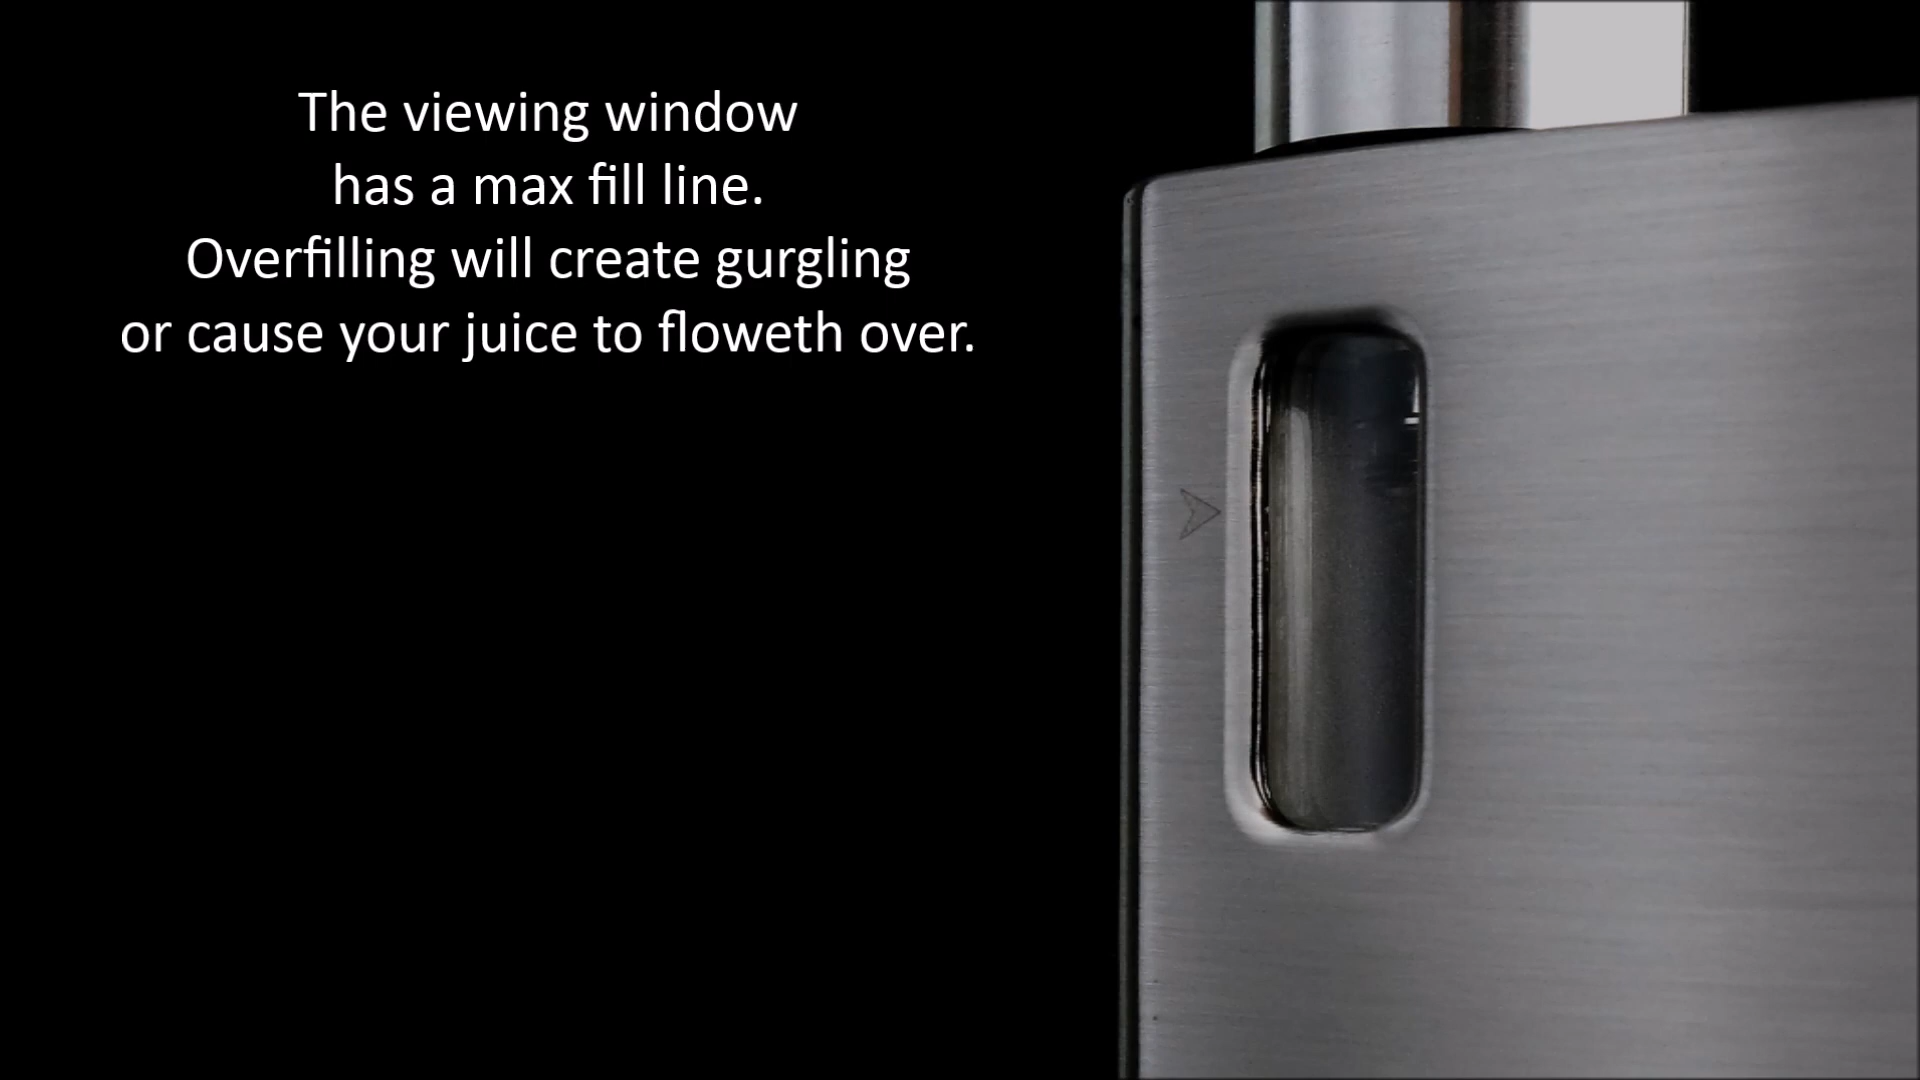 The viewing window
has a max fill line.
Overfilling will create gurgling
or cause your juice to floweth over.